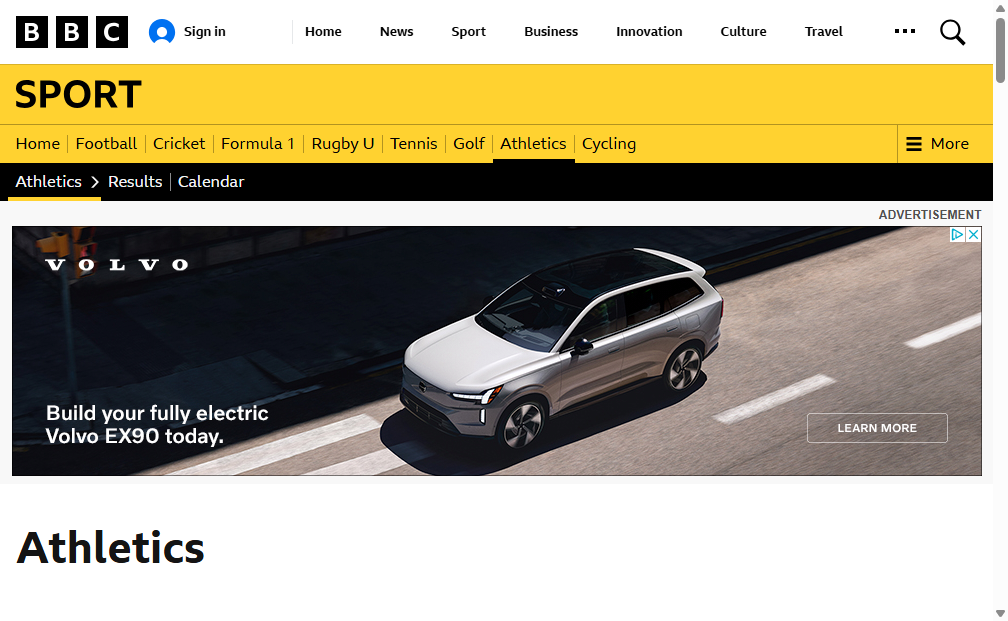 BBC Sign in Home News Sport Business Innovation Culture Travel
SPORT
Home Football Cricket Formula 1 Rugby U Tennis Golf Athletics Cycling More
Athletics Results Calendar
ADVERTISEMENT
VOLVO
Build your fully electric
Volvo EX90 today.
LEARN MORE
Athletics